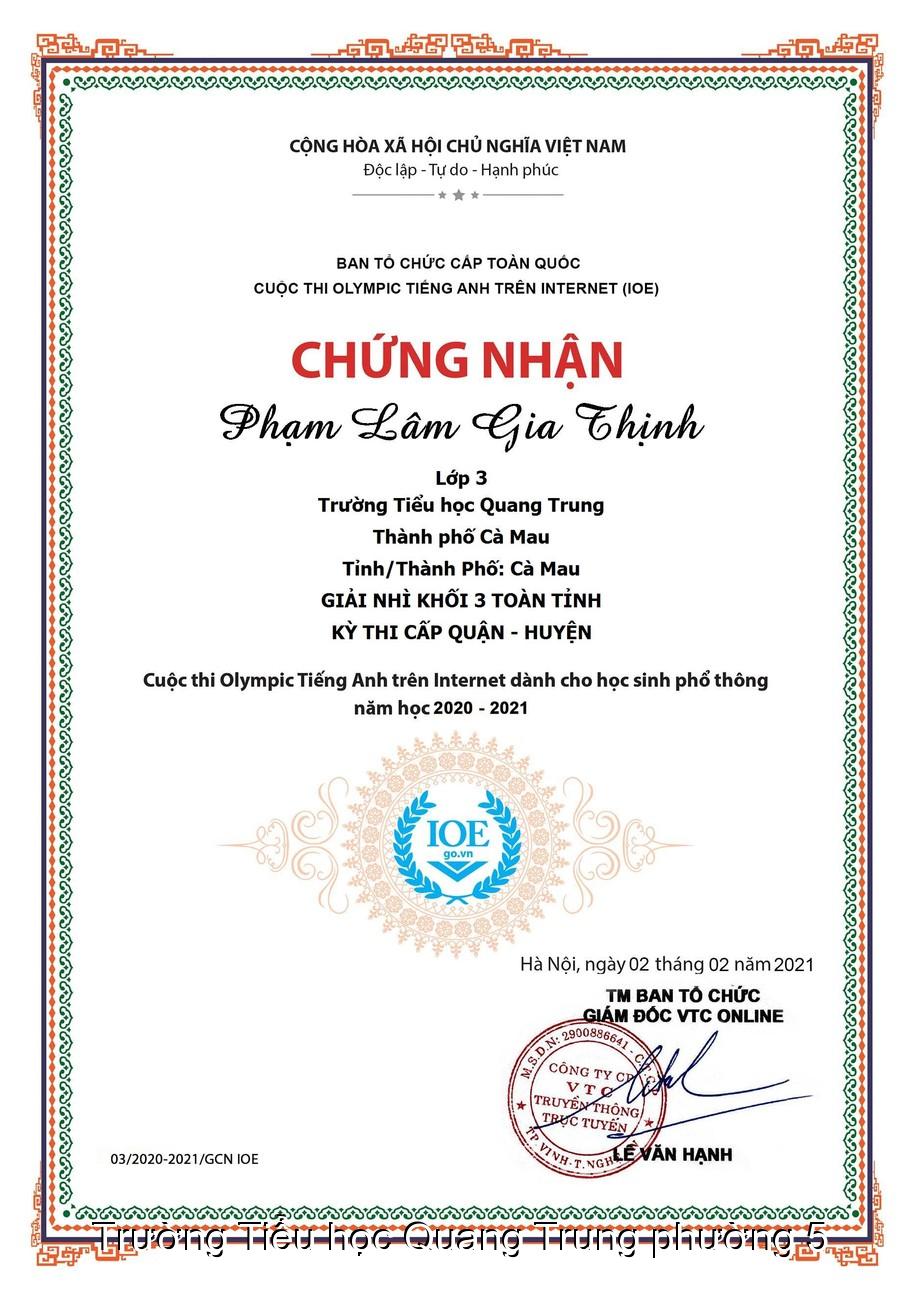 CỘNG HÒA XÃ HỘI CHỦ NGHĨA VIỆT NAM
Độc lập - Tự do - Hạnh phúc
BAN TỔ CHỨC CẤP TOÀN QUỐC
CUỘC THI OLYMPIC TIẾNG ANH TRÊN INTERNET (IOE)
CHỨNG NHẬN
Phạm Lâm Gia Thịnh
Lớp 3
Trường Tiểu học Quang Trung
Thành phố Cà Mau
Tỉnh/Thành Phố: Cà Mau
GIẢI NHÌ KHỐI 3 TOÀN TỈNH
KỲ THI CẤP QUẬN - HUYỆN
Cuộc thi Olympic Tiếng Anh trên Internet dành cho học sinh phổ thông
năm học 2020 - 2021
IOE
go.vn
Hà Nội, ngày 02 tháng 02 năm 2021
TM BAN TỔ CHỨC
GIÁM ĐỐC VTC ONLINE
M.S.D.N: 2900886641 - C.T.C.P
CÔNG TY CP
VTC
TRUYỀN THÔNG
TRỰC TUYẾN
TP. VINH - T. NGHỆ AN
LÊ VĂN HẠNH
03/2020-2021/GCN IOE
Trường Tiểu học Quang Trung phường 5